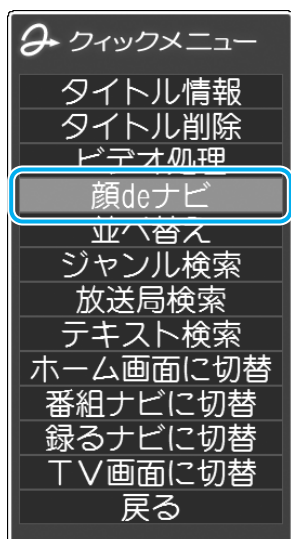 クィックメニュー
タイトル情報
タイトル削除
ビデオ処理
顔deナビ
並べ替え
ジャンル検索
放送局検索
テキスト検索
ホーム画面に切替
番組ナビに切替
録るナビに切替
TV画面に切替
戻る